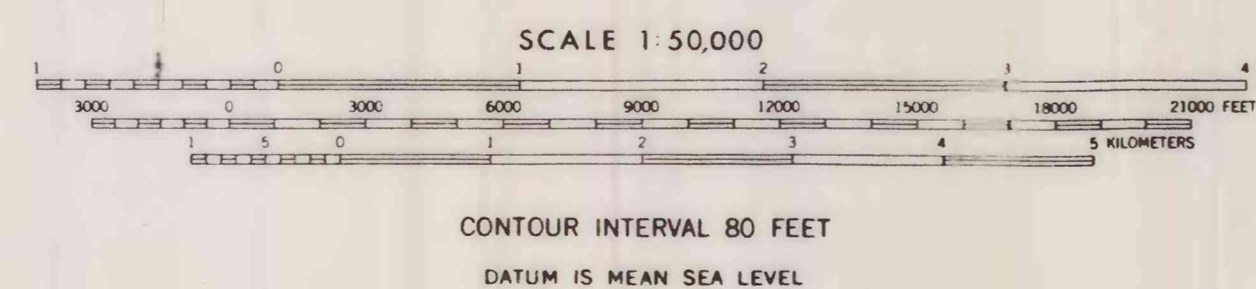 SCALE 1:50,000
1 0 1 2 3 4
3000 0 3000 6000 9000 12000 15000 18000 21000 FEET
1 5 0 1 2 3 4 5 KILOMETERS
CONTOUR INTERVAL 80 FEET
DATUM IS MEAN SEA LEVEL